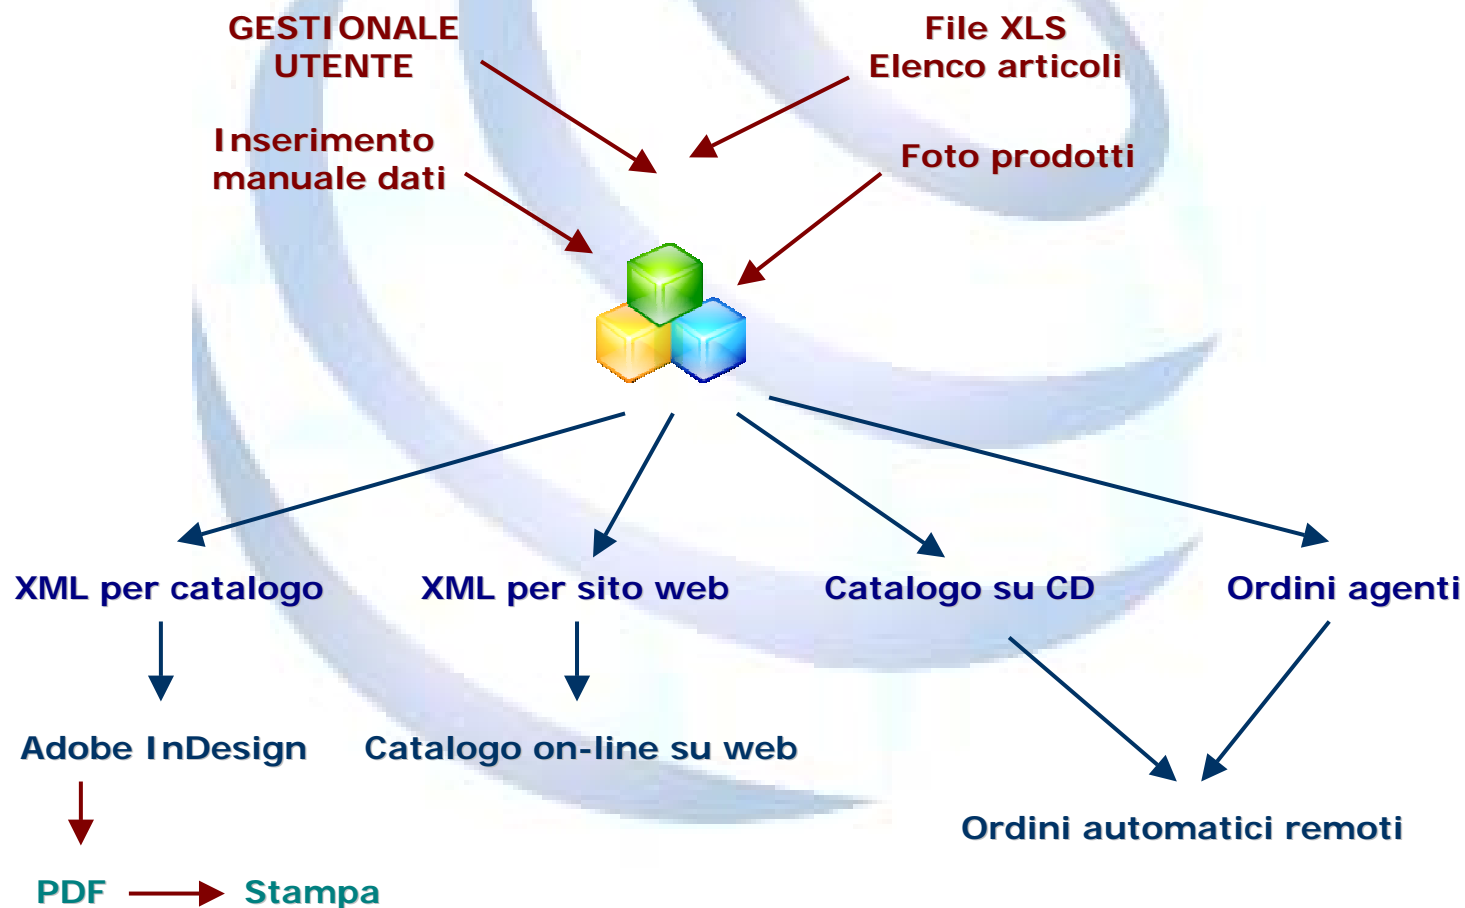 GESTIONALE
UTENTE
File XLS
Elenco articoli
Inserimento
manuale dati
Foto prodotti
XML per catalogo
XML per sito web
Catalogo su CD
Ordini agenti
Adobe InDesign
Catalogo on-line su web
Ordini automatici remoti
PDF
Stampa